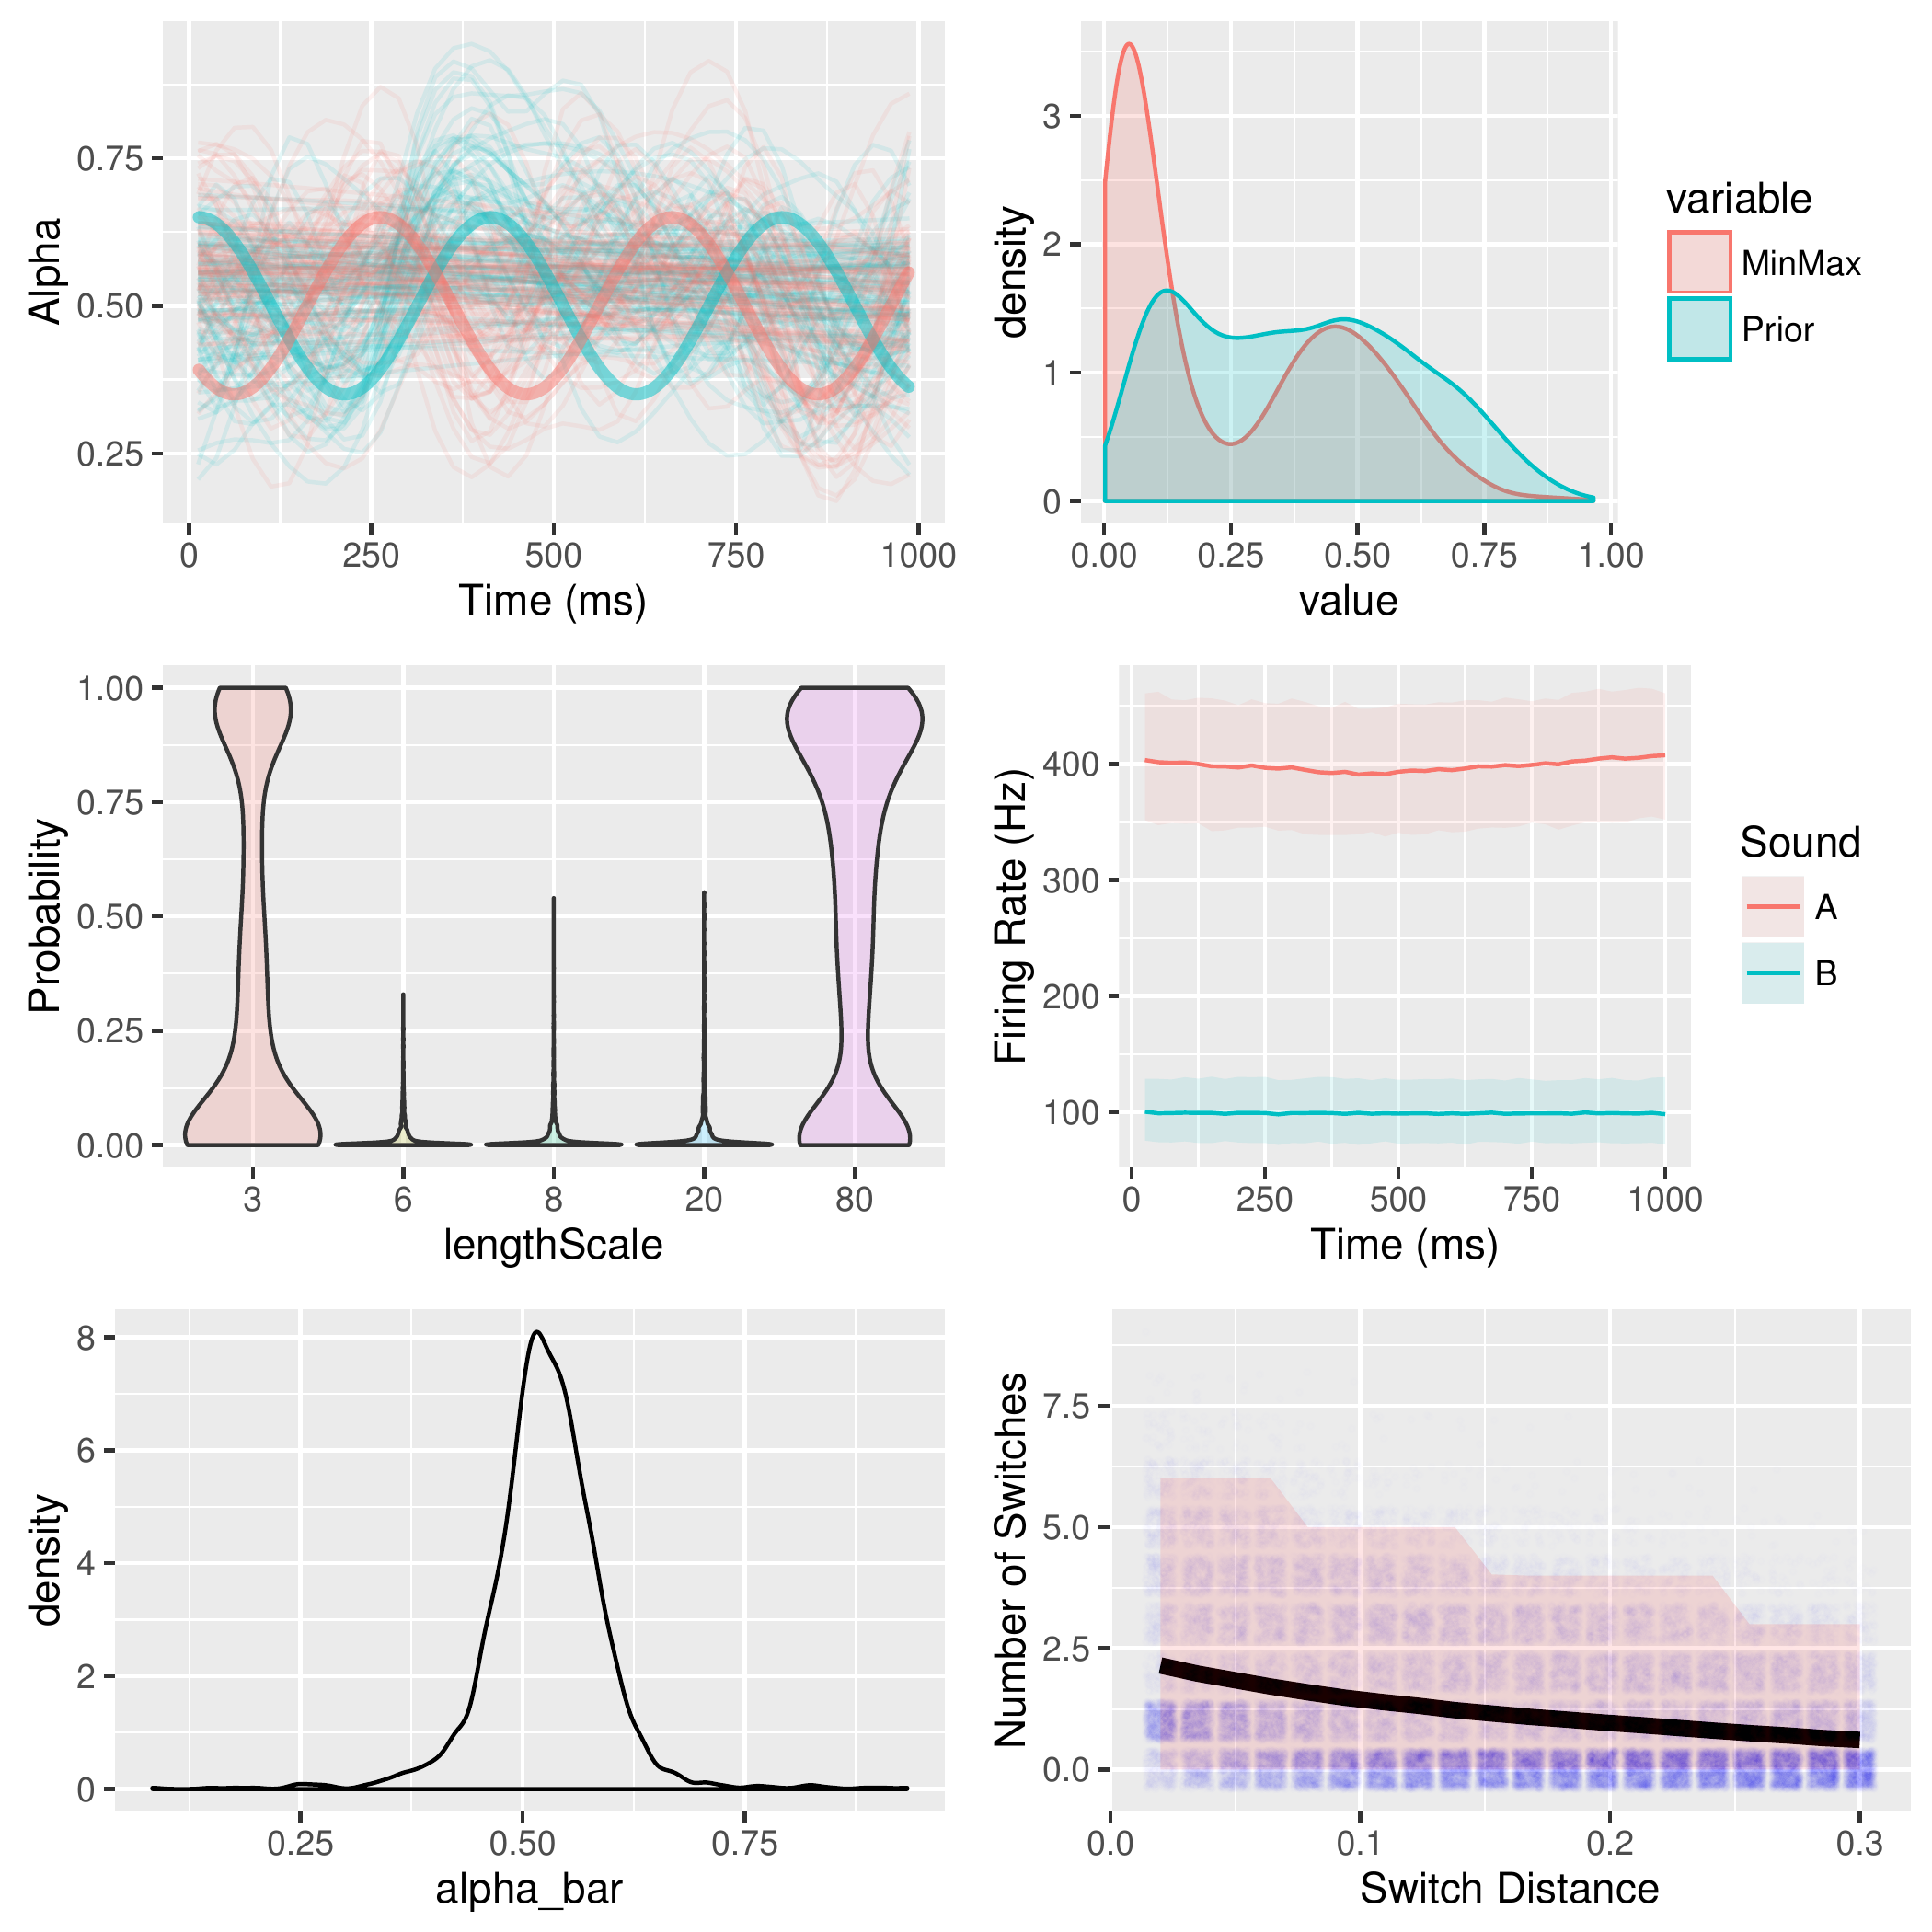 Alpha
0.75
0.50
0.25
0 250 500 750 1000
Time (ms)
density
3
2
1
0
0.00 0.25 0.50 0.75 1.00
value
variable
MinMax
Prior
Probability
1.00
0.75
0.50
0.25
0.00
3 6 8 20 80
lengthScale
Firing Rate (Hz)
400
300
200
100
0 250 500 750 1000
Time (ms)
Sound
A
B
density
8
6
4
2
0
0.25 0.50 0.75
alpha_bar
Number of Switches
7.5
5.0
2.5
0.0
0.0 0.1 0.2 0.3
Switch Distance